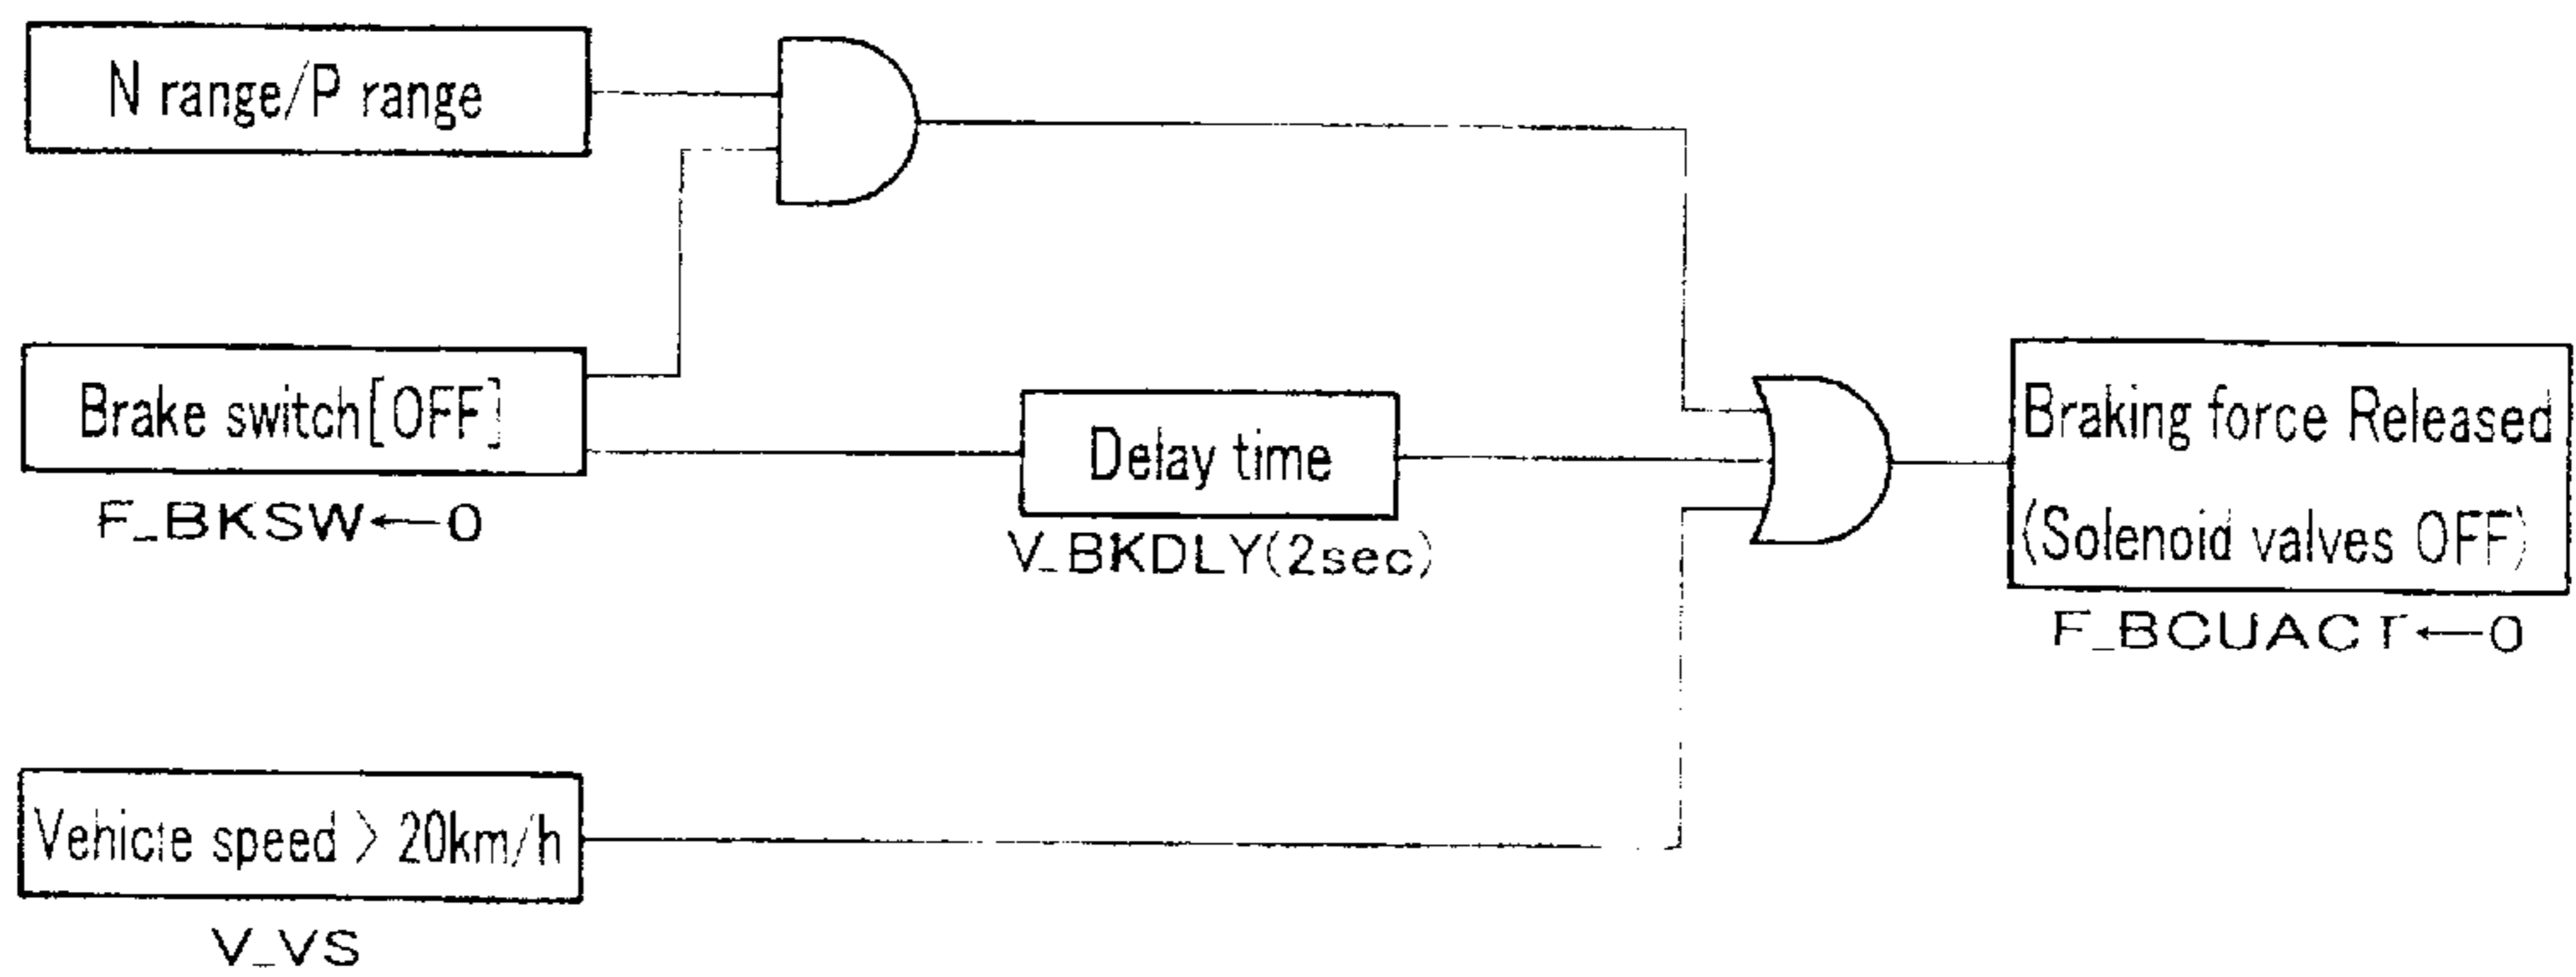 N range/P range
Brake switch[OFF]
F_BKSW←0
Delay time
V_BKDLY(2sec)
Braking force Released
(Solenoid valves OFF)
F_BCUACT←0
Vehicle speed > 20km/h
V_VS